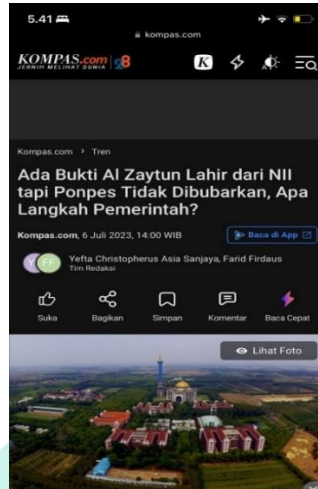 5.41
kompas.com
KOMPAS.com 28
JERNIH MELIHAT DUNIA
K
Kompas.com > Tren
Ada Bukti Al Zaytun Lahir dari NII
tapi Ponpes Tidak Dibubarkan, Apa
Langkah Pemerintah?
Kompas.com, 6 Juli 2023, 14:00 WIB
Baca di App
YFF
Yefta Christopherus Asia Sanjaya, Farid Firdaus
Tim Redaksi
Suka Bagikan Simpan Komentar Baca Cepat
Lihat Foto